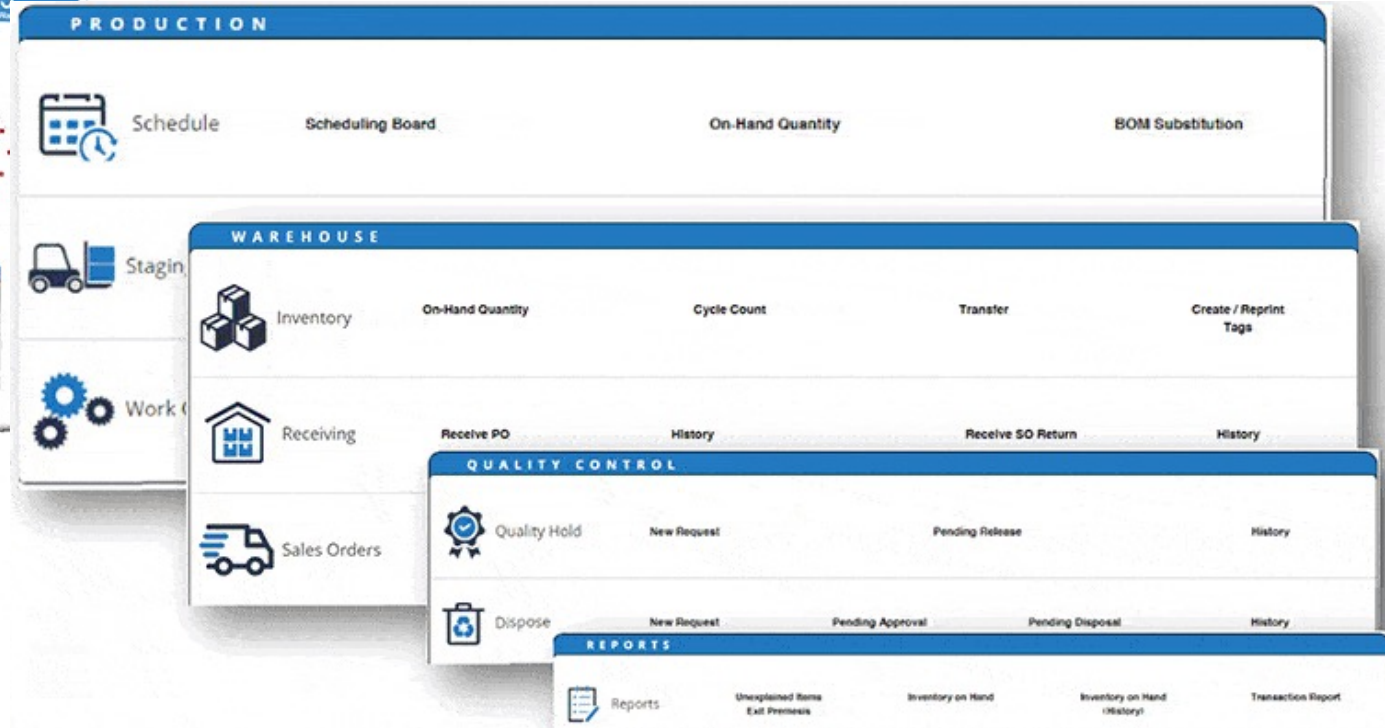 PRODUCTION
Schedule Scheduling Board On-Hand Quantity BOM Substitution
Stagin
Work
WAREHOUSE
Inventory On-Hand Quantity Cycle Count Transfer Create / Reprint
Tags
Receiving Receive PO History Receive SO Return History
Sales Orders
QUALITY CONTROL
Quality Hold New Request Pending Release History
Dispose New Request Pending Approval Pending Disposal History
REPORTS
Reports Unexplained Items Inventory on Hand Inventory on Hand Transaction Report
Exit Premesis (History)